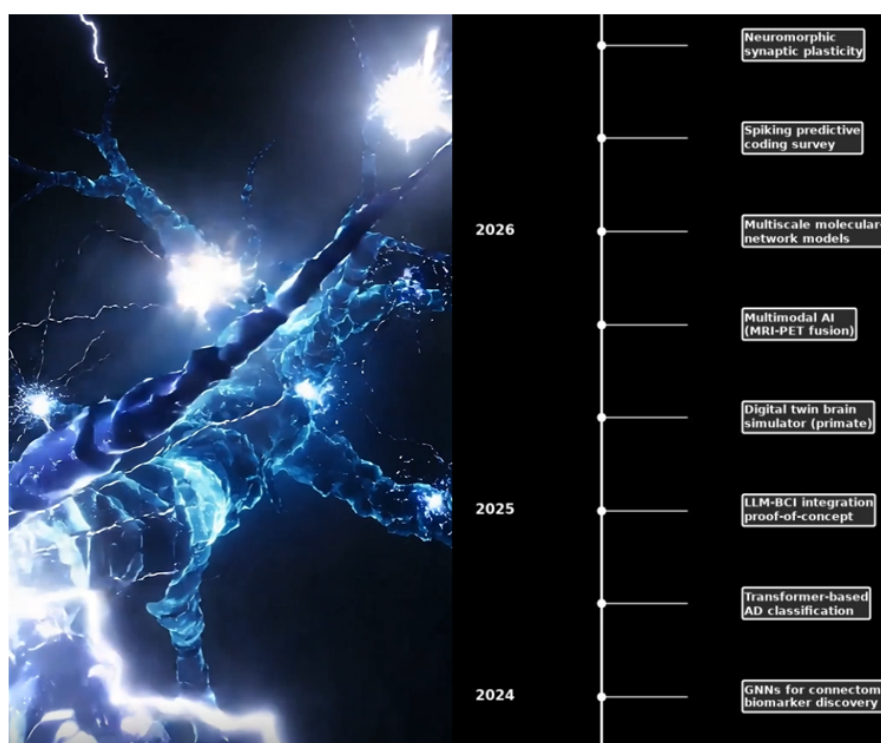 Neuromorphic
synaptic plasticity
Spiking predictive
coding survey
2026
Multiscale molecular-
network models
Multimodal AI
(MRI-PET fusion)
Digital twin brain
simulator (primate)
2025
LLM-BCI integration
proof-of-concept
Transformer-based
AD classification
2024
GNNs for connectom
biomarker discovery